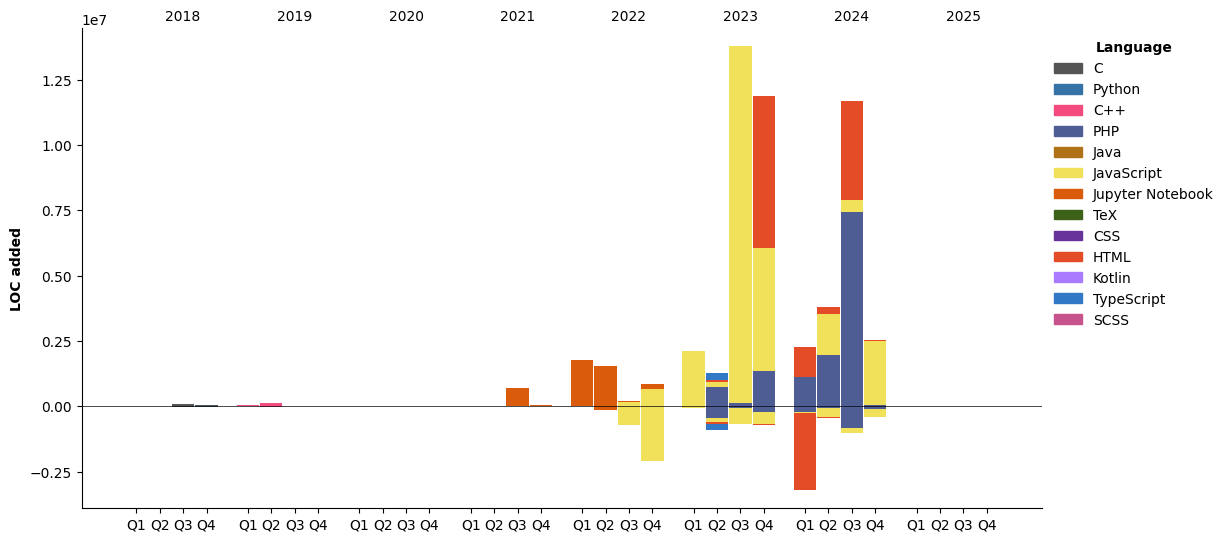 2018 2019 2020 2021 2022 2023 2024 2025
1e7
Language
C
Python
C++
PHP
Java
JavaScript
Jupyter Notebook
TeX
CSS
HTML
Kotlin
TypeScript
SCSS
LOC added
1.25
1.00
0.75
0.50
0.25
0.00
−0.25
Q1 Q2 Q3 Q4 Q1 Q2 Q3 Q4 Q1 Q2 Q3 Q4 Q1 Q2 Q3 Q4 Q1 Q2 Q3 Q4 Q1 Q2 Q3 Q4 Q1 Q2 Q3 Q4 Q1 Q2 Q3 Q4